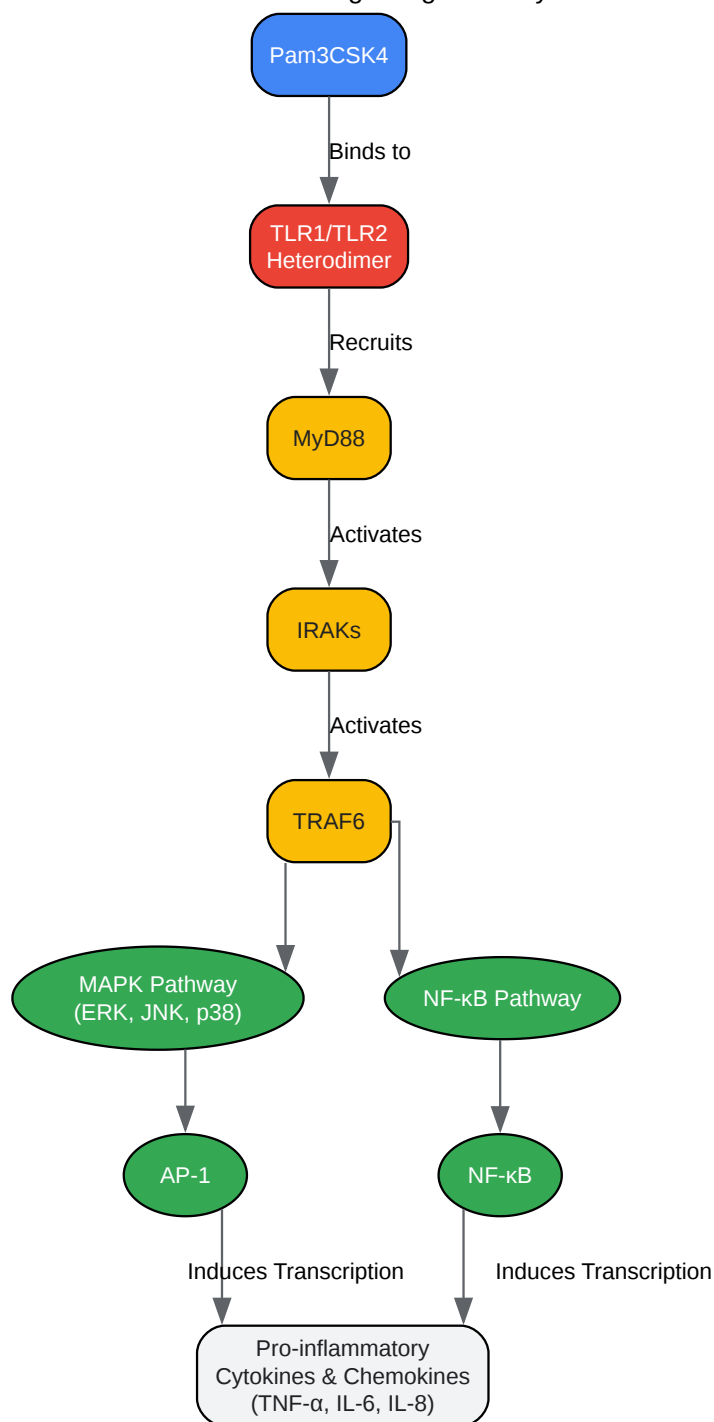 Pam3CSK4
Binds to
TLR1/TLR2
Heterodimer
Recruits
MyD88
Activates
IRAKs
Activates
TRAF6
MAPK Pathway
(ERK, JNK, p38)
NF-κB Pathway
AP-1
NF-κB
Induces Transcription
Induces Transcription
Pro-inflammatory
Cytokines & Chemokines
(TNF-α, IL-6, IL-8)